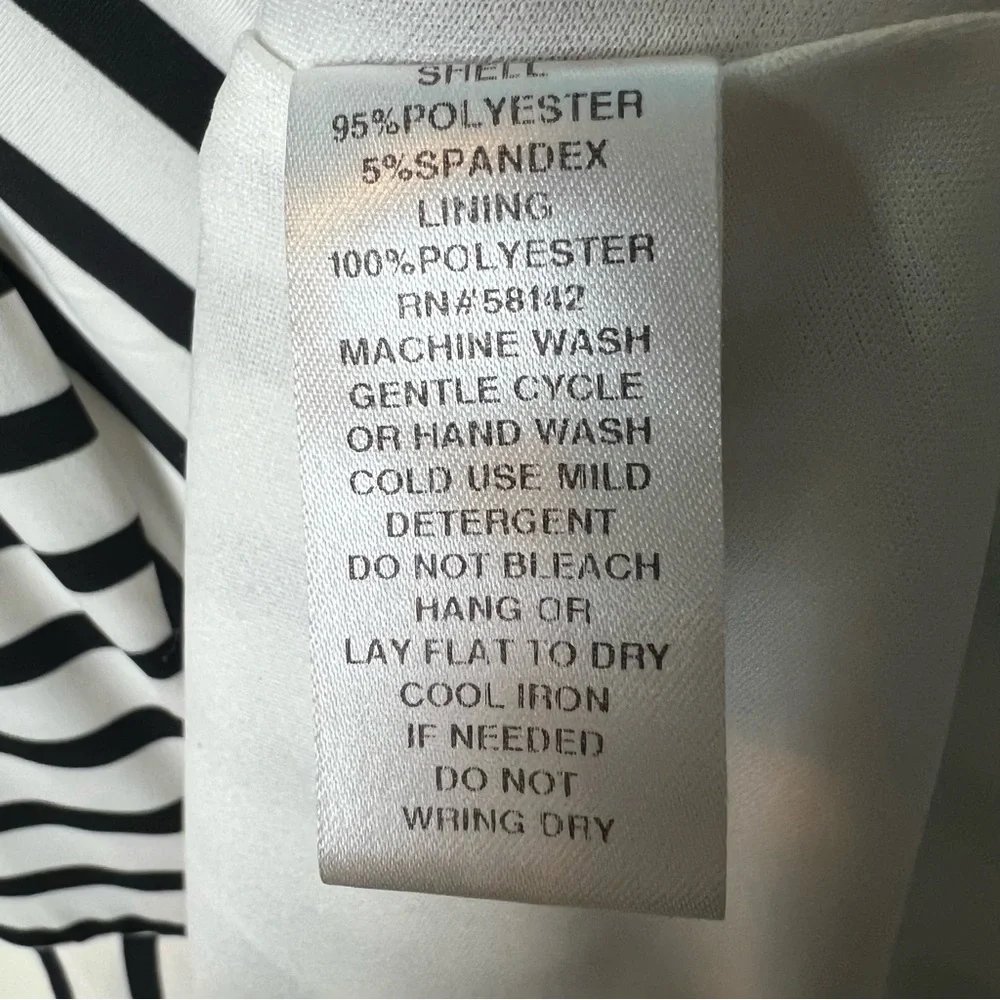 SHELL
95%POLYESTER
5%SPANDEX
LINING
100%POLYESTER
RN#58142
MACHINE WASH
GENTLE CYCLE
OR HAND WASH
COLD USE MILD
DETERGENT
DO NOT BLEACH
HANG OR
LAY FLAT TO DRY
COOL IRON
IF NEEDED
DO NOT
WRING DRY